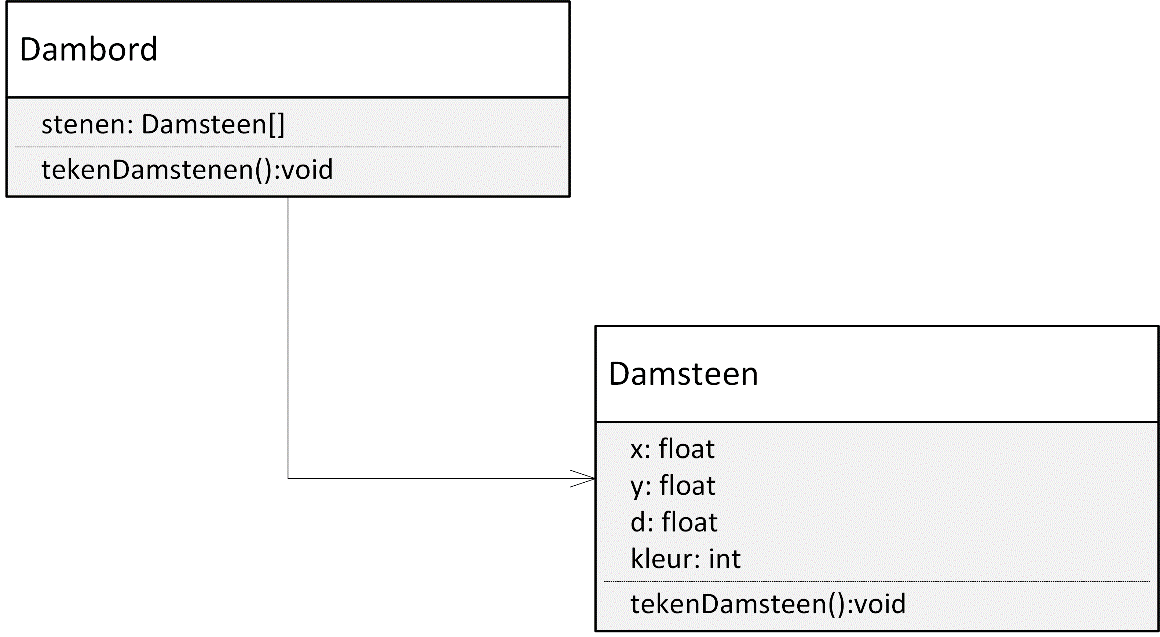 Dambord
stenen: Damsteen[]
tekenDamstenen():void
Damsteen
x: float
y: float
d: float
kleur: int
tekenDamsteen():void